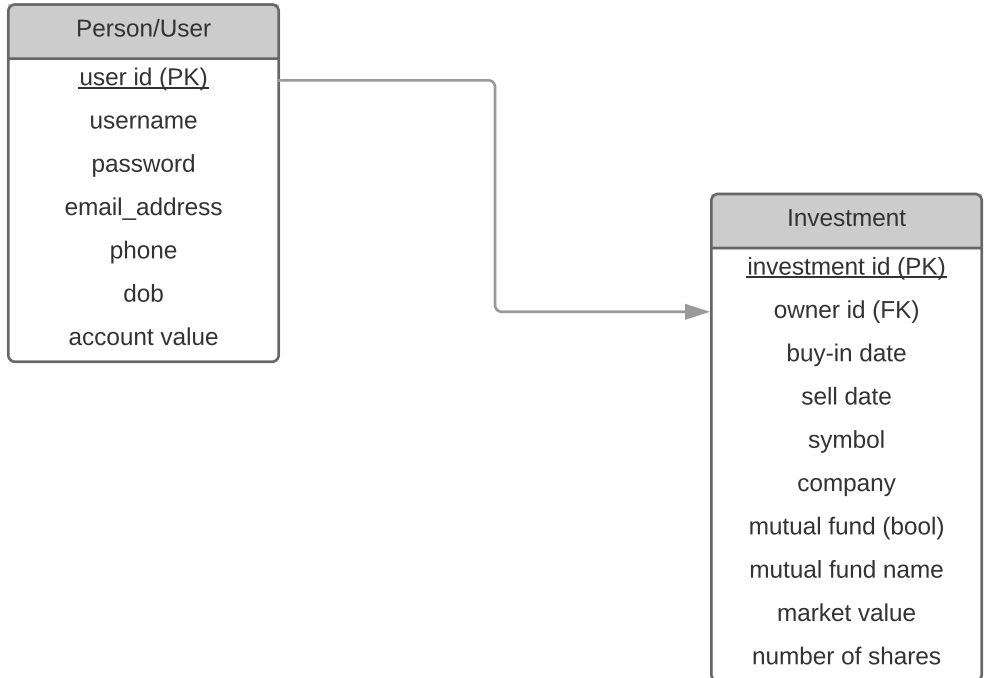 Person/User
user id (PK)
username
password
email_address
phone
dob
account value
Investment
investment id (PK)
owner id (FK)
buy-in date
sell date
symbol
company
mutual fund (bool)
mutual fund name
market value
number of shares